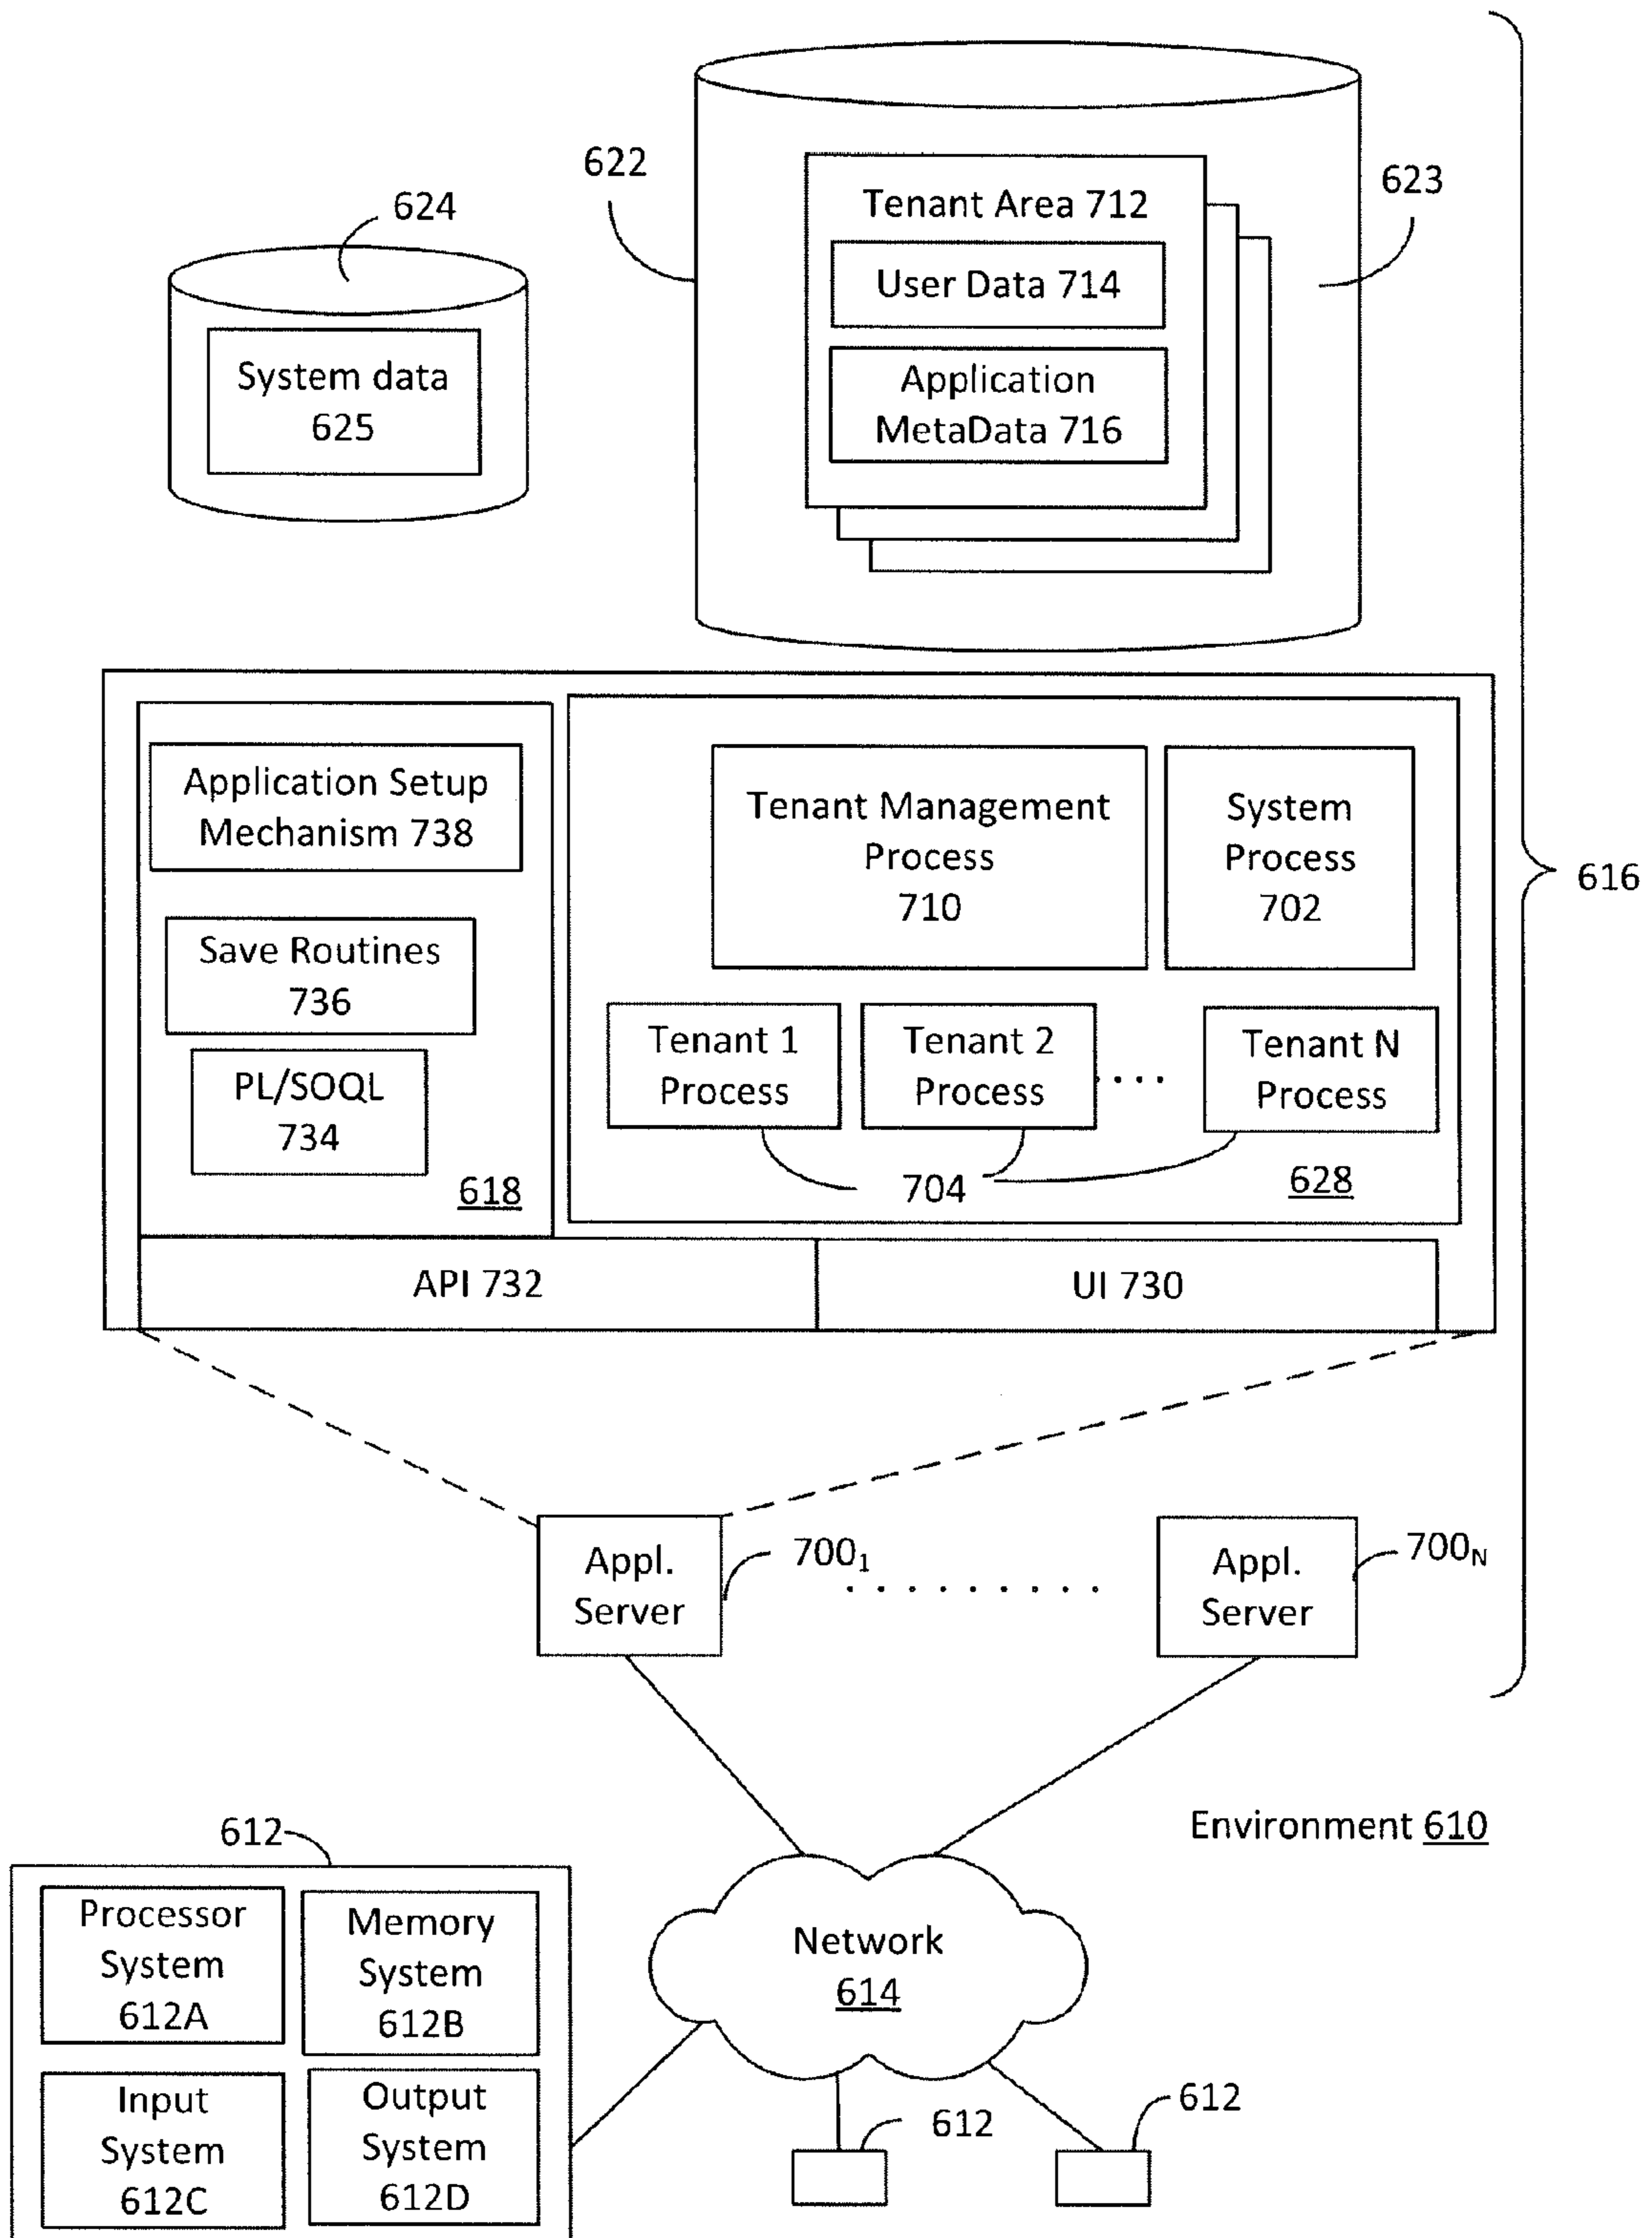 622
623
624
Tenant Area 712
User Data 714
Application
MetaData 716
System data
625
Application Setup
Mechanism 738
Tenant Management
Process
710
System
Process
702
616
Save Routines
736
Tenant 1
Process
Tenant 2
Process
....
Tenant N
Process
PL/SOQL
734
618
704
628
API 732
UI 730
Appl.
Server
700₁
..........
Appl.
Server
700N
Environment 610
612
Processor
System
612A
Memory
System
612B
Network
614
Input
System
612C
Output
System
612D
612
612